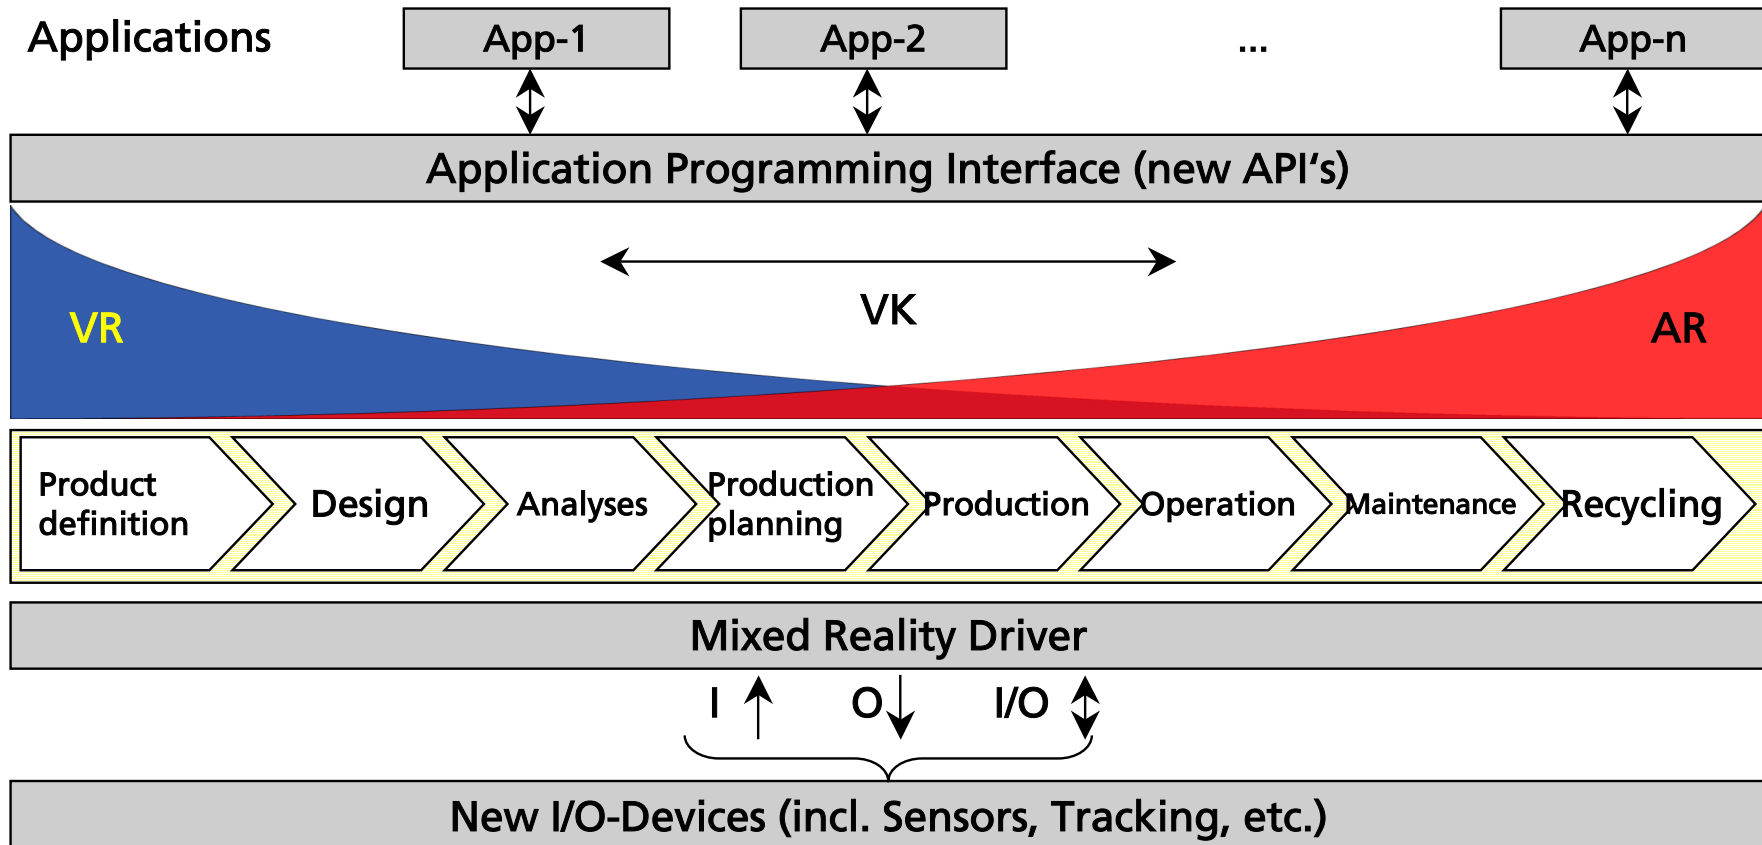 Applications
App-1
App-2
...
App-n
Application Programming Interface (new API‘s)
VK
VR
AR
Product
definition
Design
Analyses
Production
planning
Production
Operation
Maintenance
Recycling
Mixed Reality Driver
I
O
I/O
New I/O-Devices (incl. Sensors, Tracking, etc.)